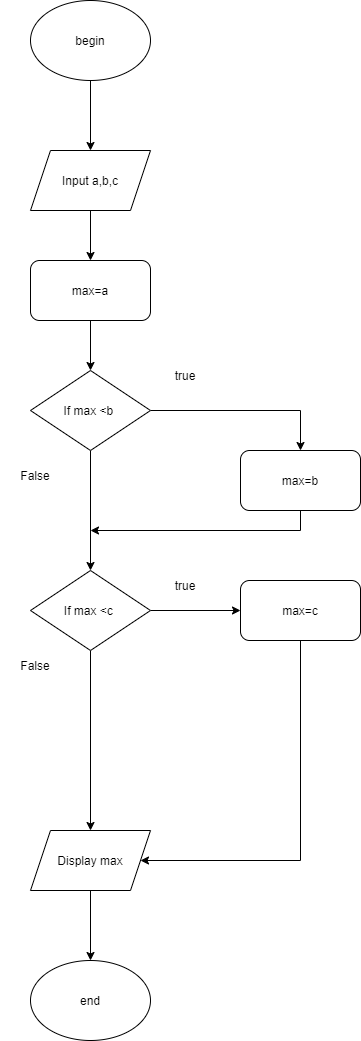 begin
Input a,b,c
max=a
true
If max <b
False
max=b
true
If max <c
max=c
False
Display max
end